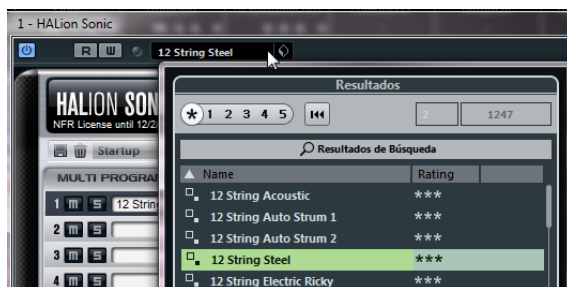 1 - HALion Sonic
R W 12 String Steel
HALION SON
NFR License until 12/2/
Startup
MULTI PROGRA
1 m S 12 Strin
2 m S
3 m S
4 m S
Resultados
* 1 2 3 4 5 2 1247
Resultados de Búsqueda
Name Rating
12 String Acoustic ***
12 String Auto Strum 1 ***
12 String Auto Strum 2 ***
12 String Steel ***
12 String Electric Ricky ***